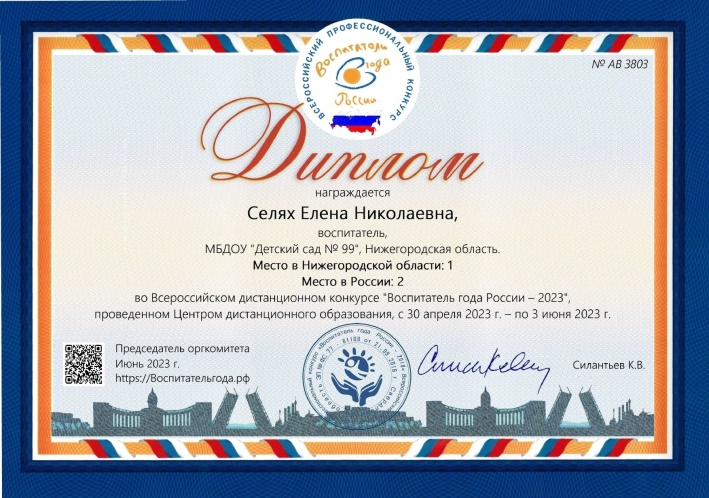 ВСЕРОССИЙСКИЙ ПРОФЕССИОНАЛЬНЫЙ КОНКУРС
Воспитатели
года
России
№ АВ 3803
Диплом
награждается
Селях Елена Николаевна,
воспитатель,
МБДОУ "Детский сад № 99", Нижегородская область.
Место в Нижегородской области: 1
Место в России: 2
во Всероссийском дистанционном конкурсе "Воспитатель года России – 2023",
проведенном Центром дистанционного образования, с 30 апреля 2023 г. – по 3 июня 2023 г.
Председатель оргкомитета
Июнь 2023 г.
https://Воспитательгода.рф
Силантьев К.В.